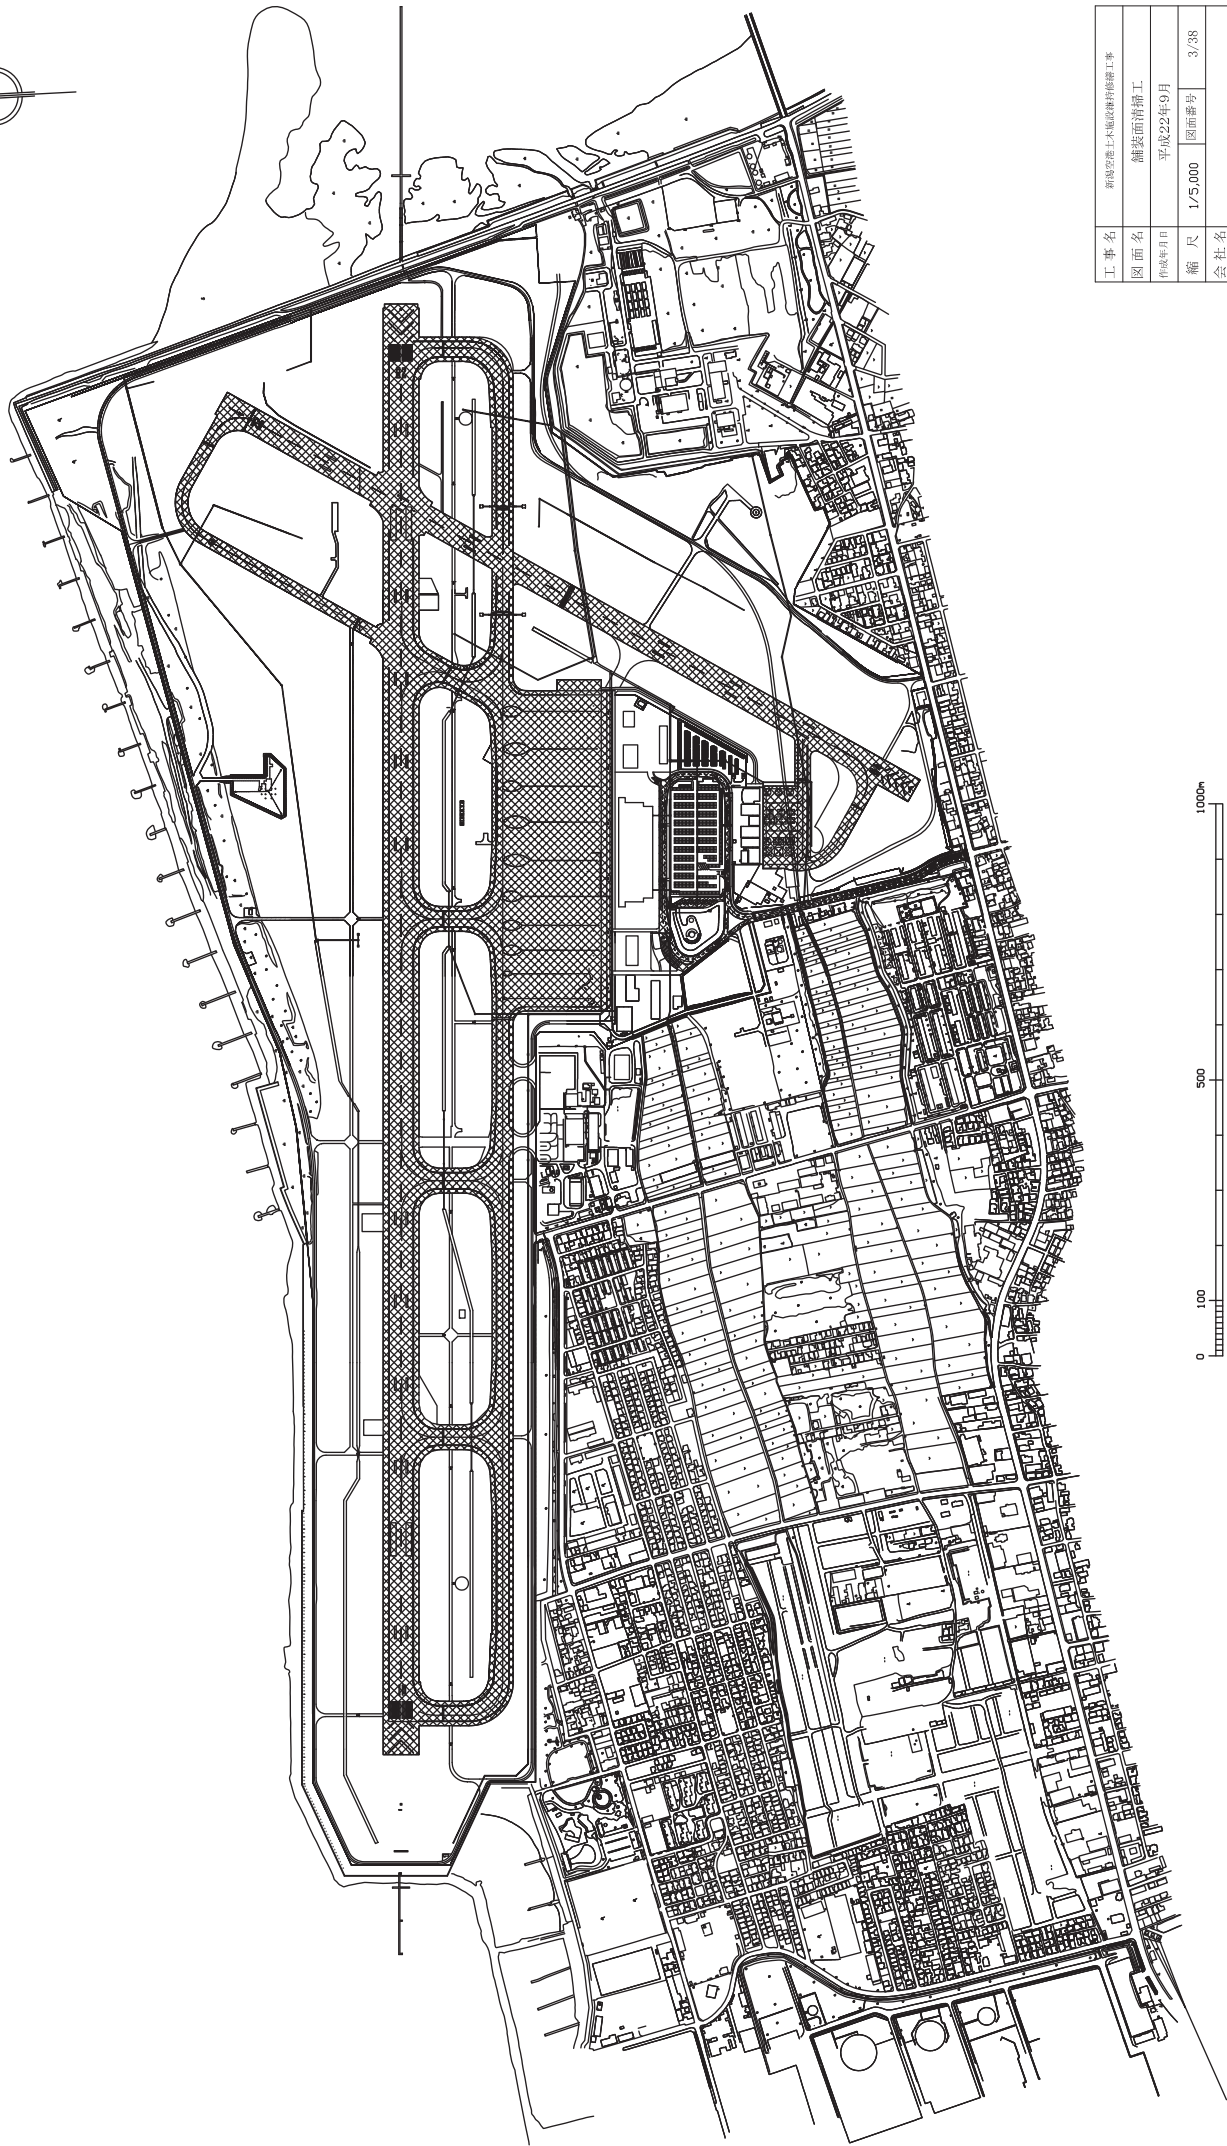 工事名 新潟空港土木施設維持修繕工事
図面名 舗装面清掃工
作成年月日 平成22年9月
縮尺 1/5,000 図面番号 3/38
会社名
0 100 500 1000m